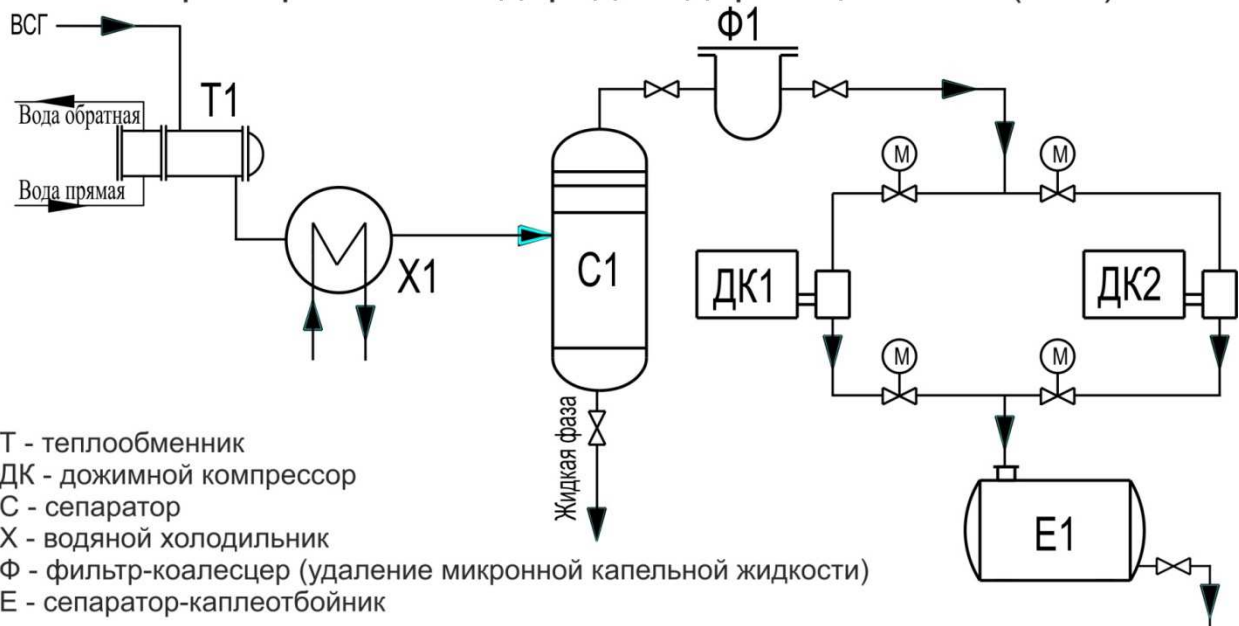 ВСГ
Ф1
Т1
Вода обратная
Вода прямая
Х1
С1
М
М
ДК1
ДК2
М
М
Жидкая фаза
Е1
Т - теплообменник
ДК - дожимной компрессор
С - сепаратор
Х - водяной холодильник
Ф - фильтр-коалесцер (удаление микронной капельной жидкости)
Е - сепаратор-каплеотбойник